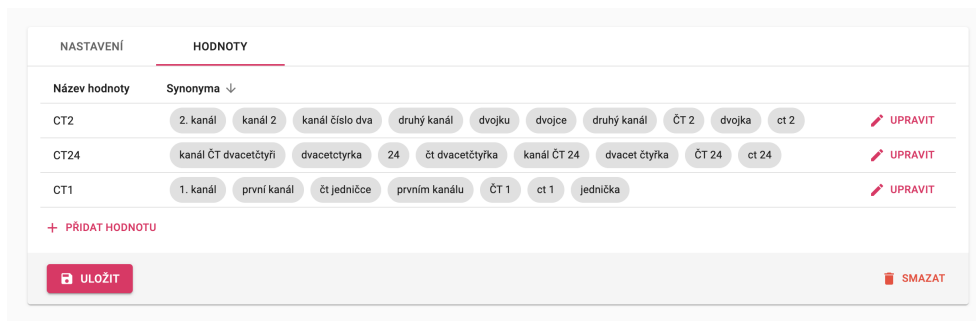 NASTAVENÍ HODNOTY
Název hodnoty Synonyma
CT2 2. kanál kanál 2 kanál číslo dva druhý kanál dvojku dvojce druhý kanál ČT 2 dvojka ct 2 UPRAVIT
CT24 kanál ČT dvacetčtyři dvacetctyrka 24 čt dvacetčtyřka kanál ČT 24 dvacet čtyřka ČT 24 ct 24 UPRAVIT
CT1 1. kanál první kanál čt jedničce prvním kanálu ČT 1 ct 1 jednička UPRAVIT
PŘIDAT HODNOTU
ULOŽIT SMAZAT